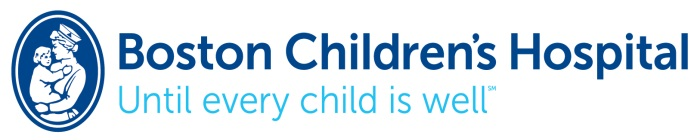 Boston Children's Hospital
Until every child is well℠